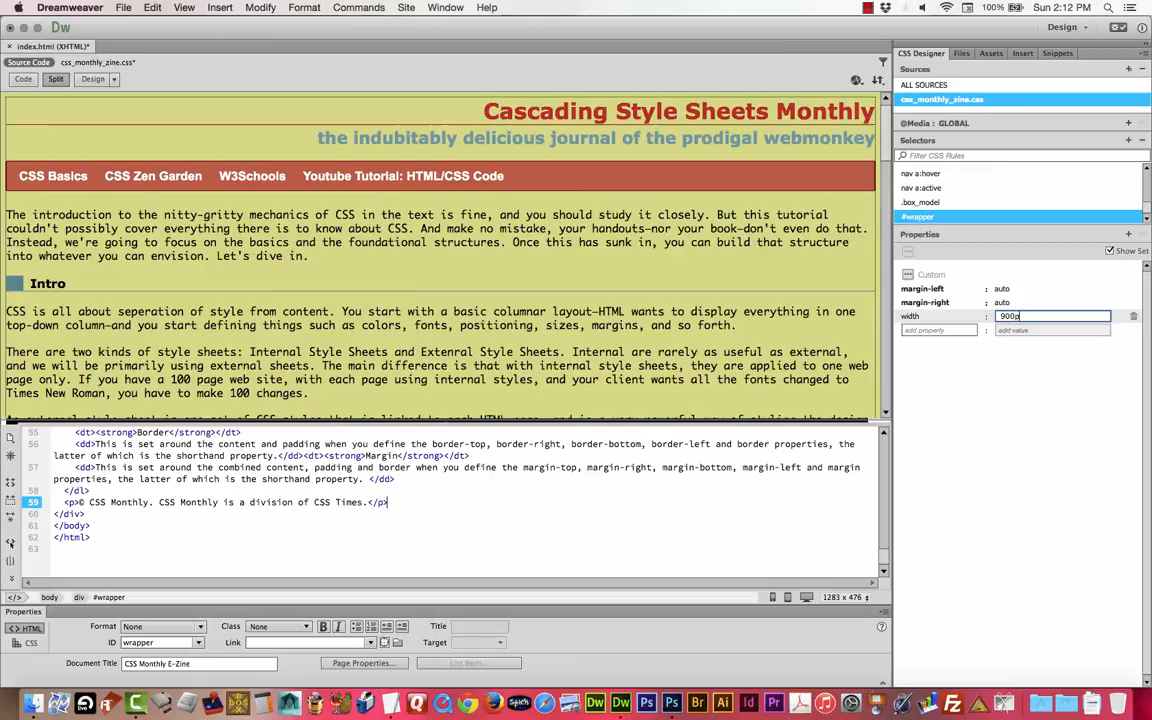 Dreamweaver File Edit View Insert Modify Format Commands Site Window Help 100% Sun 2:12 PM
Dw Design
× index.html (XHTML)*
CSS Designer Files Assets Insert Snippets
Source Code css_monthly_zine.css*
Sources
Code Split Design
ALL SOURCES
css_monthly_zine.css
@Media : GLOBAL
Selectors
Filter CSS Rules
nav a:hover
nav a:active
.box_model
#wrapper
Properties
Show Set
Custom
margin-left : auto
margin-right : auto
width : 900p
add property : add value
Cascading Style Sheets Monthly
the indubitably delicious journal of the prodigal webmonkey
CSS Basics CSS Zen Garden W3Schools Youtube Tutorial: HTML/CSS Code
The introduction to the nitty-gritty mechanics of CSS in the text is fine, and you should study it closely. But this tutorial
couldn't possibly cover everything there is to know about CSS. And make no mistake, your handouts—nor your book—don't even do that.
Instead, we're going to focus on the basics and the foundational structures. Once this has sunk in, you can build that structure
into whatever you can envision. Let's dive in.
Intro
CSS is all about seperation of style from content. You start with a basic columnar layout—HTML wants to display everything in one
top-down column—and you start defining things such as colors, fonts, positioning, sizes, margins, and so forth.
There are two kinds of style sheets: Internal Style Sheets and Extenral Style Sheets. Internal are rarely as useful as external,
and we will be primarily using external sheets. The main difference is that with internal style sheets, they are applied to one web
page only. If you have a 100 page web site, with each page using internal styles, and your client wants all the fonts changed to
Times New Roman, you have to make 100 changes.
55 <dt><strong>Border</strong></dt>
56 <dd>This is set around the content and padding when you define the border-top, border-right, border-bottom, border-left and border properties, the
latter of which is the shorthand property.</dd><dt><strong>Margin</strong></dt>
57 <dd>This is set around the combined content, padding and border when you define the margin-top, margin-right, margin-bottom, margin-left and margin
properties, the latter of which is the shorthand property. </dd>
58 </dl>
59 <p>© CSS Monthly. CSS Monthly is a division of CSS Times.</p>
60 </div>
61 </body>
62 </html>
63
</> body div #wrapper 1283 x 476
Properties
<> HTML Format None Class None B I Title
CSS ID wrapper Link Target
Document Title CSS Monthly E-Zine Page Properties... List Item...